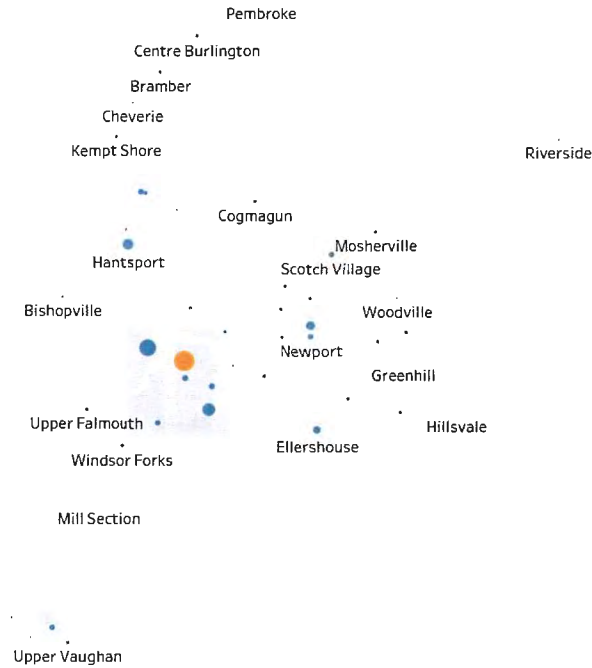 Pembroke
Centre Burlington
Bramber
Cheverie
Kempt Shore
Riverside
Cogmagun
Mosherville
Hantsport
Scotch Village
Bishopville
Woodville
Newport
Greenhill
Upper Falmouth
Hillsvale
Ellershouse
Windsor Forks
Mill Section
Upper Vaughan